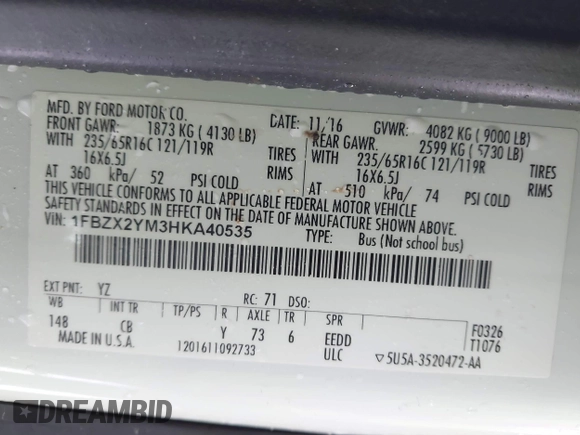 MFD. BY FORD MOTOR CO. DATE: 11/16 GVWR: 4082 KG ( 9000 LB)
FRONT GAWR: 1873 KG ( 4130 LB) REAR GAWR: 2599 KG ( 5730 LB)
WITH 235/65R16C 121/119R TIRES WITH 235/65R16C 121/119R TIRES
16X6.5J RIMS 16X6.5J RIMS
AT 360 kPa/ 52 PSI COLD AT 510 kPa/ 74 PSI COLD
THIS VEHICLE CONFORMS TO ALL APPLICABLE FEDERAL MOTOR VEHICLE
SAFETY STANDARDS IN EFFECT ON THE DATE OF MANUFACTURE SHOWN ABOVE.
VIN: 1FBZX2YM3HKA40535 TYPE: Bus (Not school bus)
EXT PNT: YZ RC: 71 DSO:
WB INT TR TP/PS R AXLE TR SPR F0326
148 CB Y 73 6 EEDD T1076
MADE IN U.S.A. 1201611092733 ULC ▽5U5A-3520472-AA